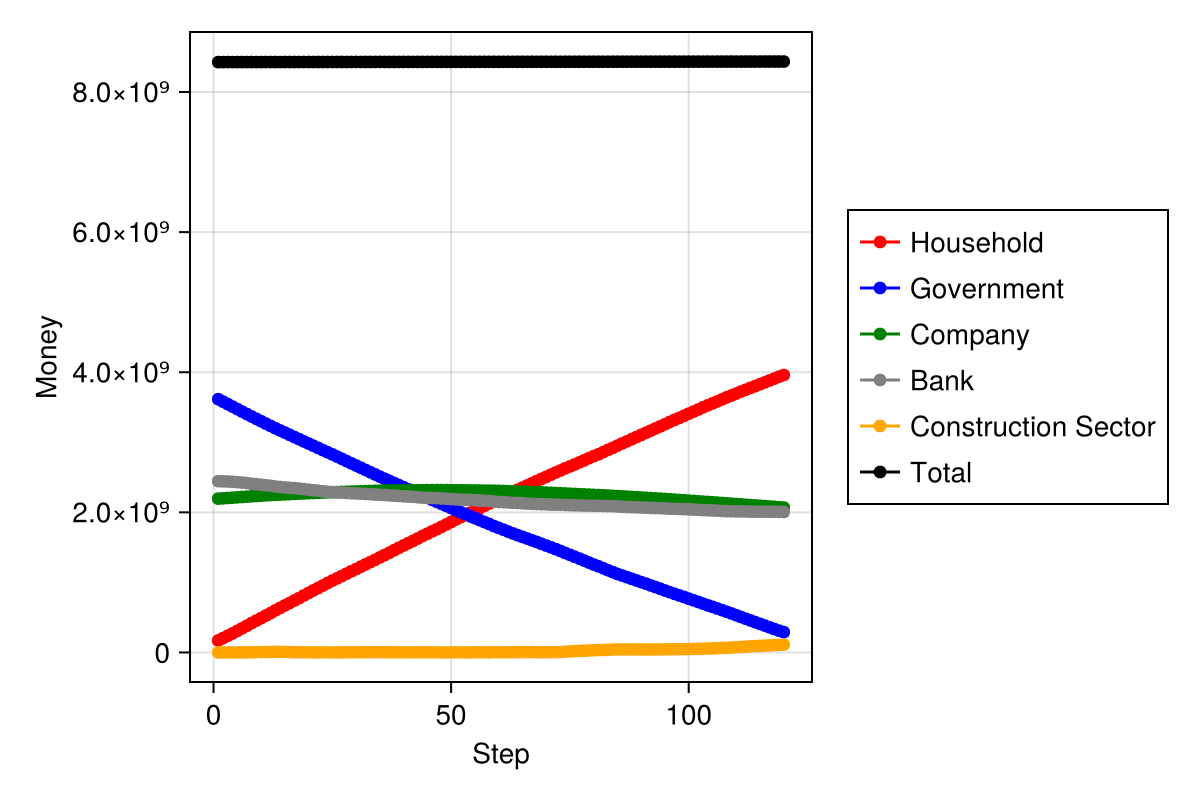 8.0×10⁹
6.0×10⁹
4.0×10⁹
2.0×10⁹
0
Money
0 50 100
Step
Household
Government
Company
Bank
Construction Sector
Total